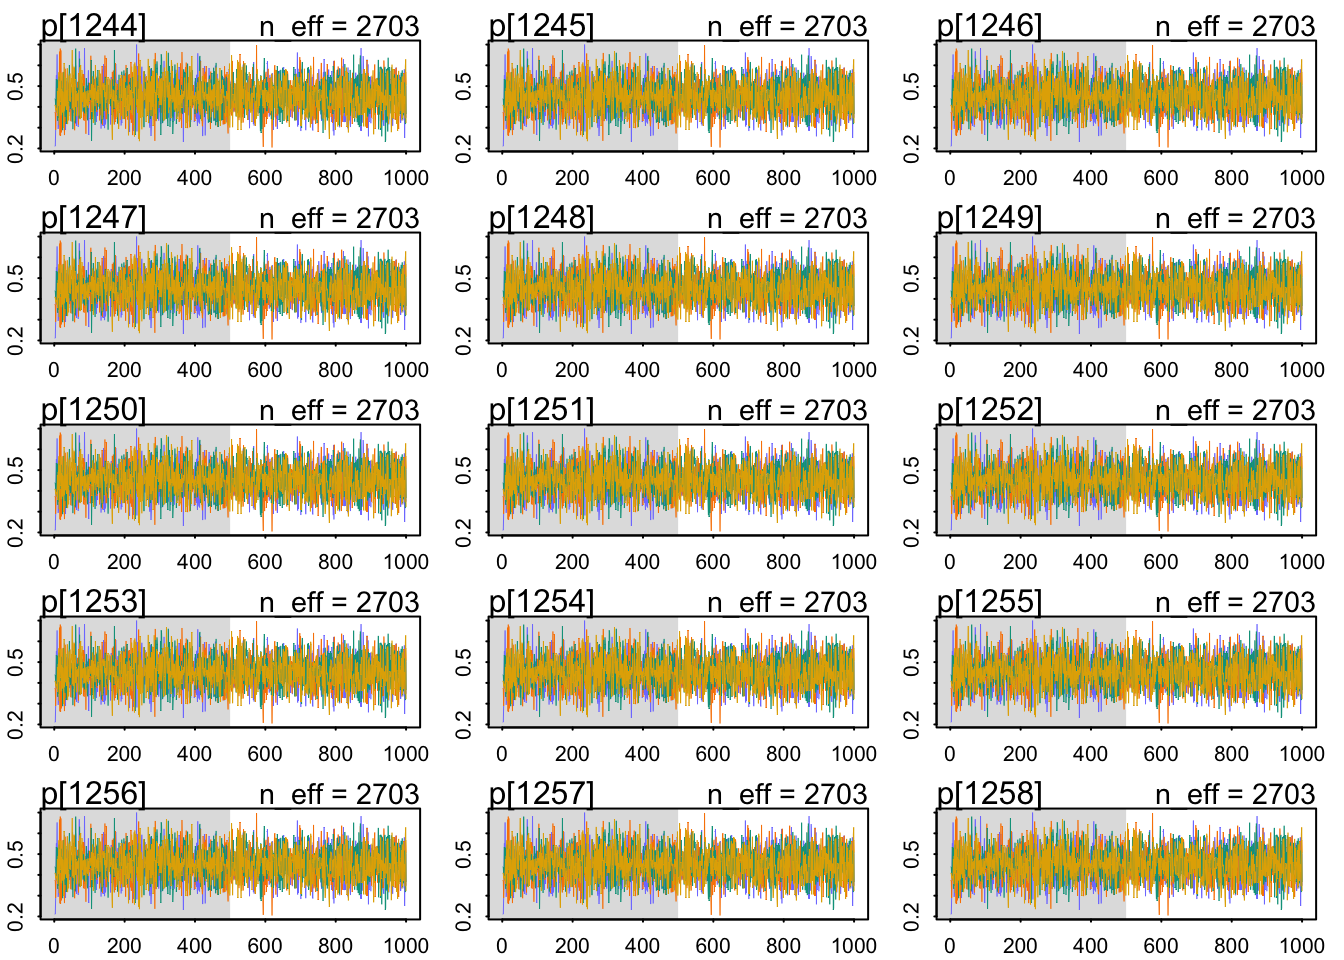 p[1244] n_eff = 2703 p[1245] n_eff = 2703 p[1246] n_eff = 2703
0.2 0.5 0.2 0.5 0.2 0.5
0 200 400 600 800 1000 0 200 400 600 800 1000 0 200 400 600 800 1000
p[1247] n_eff = 2703 p[1248] n_eff = 2703 p[1249] n_eff = 2703
0.2 0.5 0.2 0.5 0.2 0.5
0 200 400 600 800 1000 0 200 400 600 800 1000 0 200 400 600 800 1000
p[1250] n_eff = 2703 p[1251] n_eff = 2703 p[1252] n_eff = 2703
0.2 0.5 0.2 0.5 0.2 0.5
0 200 400 600 800 1000 0 200 400 600 800 1000 0 200 400 600 800 1000
p[1253] n_eff = 2703 p[1254] n_eff = 2703 p[1255] n_eff = 2703
0.2 0.5 0.2 0.5 0.2 0.5
0 200 400 600 800 1000 0 200 400 600 800 1000 0 200 400 600 800 1000
p[1256] n_eff = 2703 p[1257] n_eff = 2703 p[1258] n_eff = 2703
0.2 0.5 0.2 0.5 0.2 0.5
0 200 400 600 800 1000 0 200 400 600 800 1000 0 200 400 600 800 1000